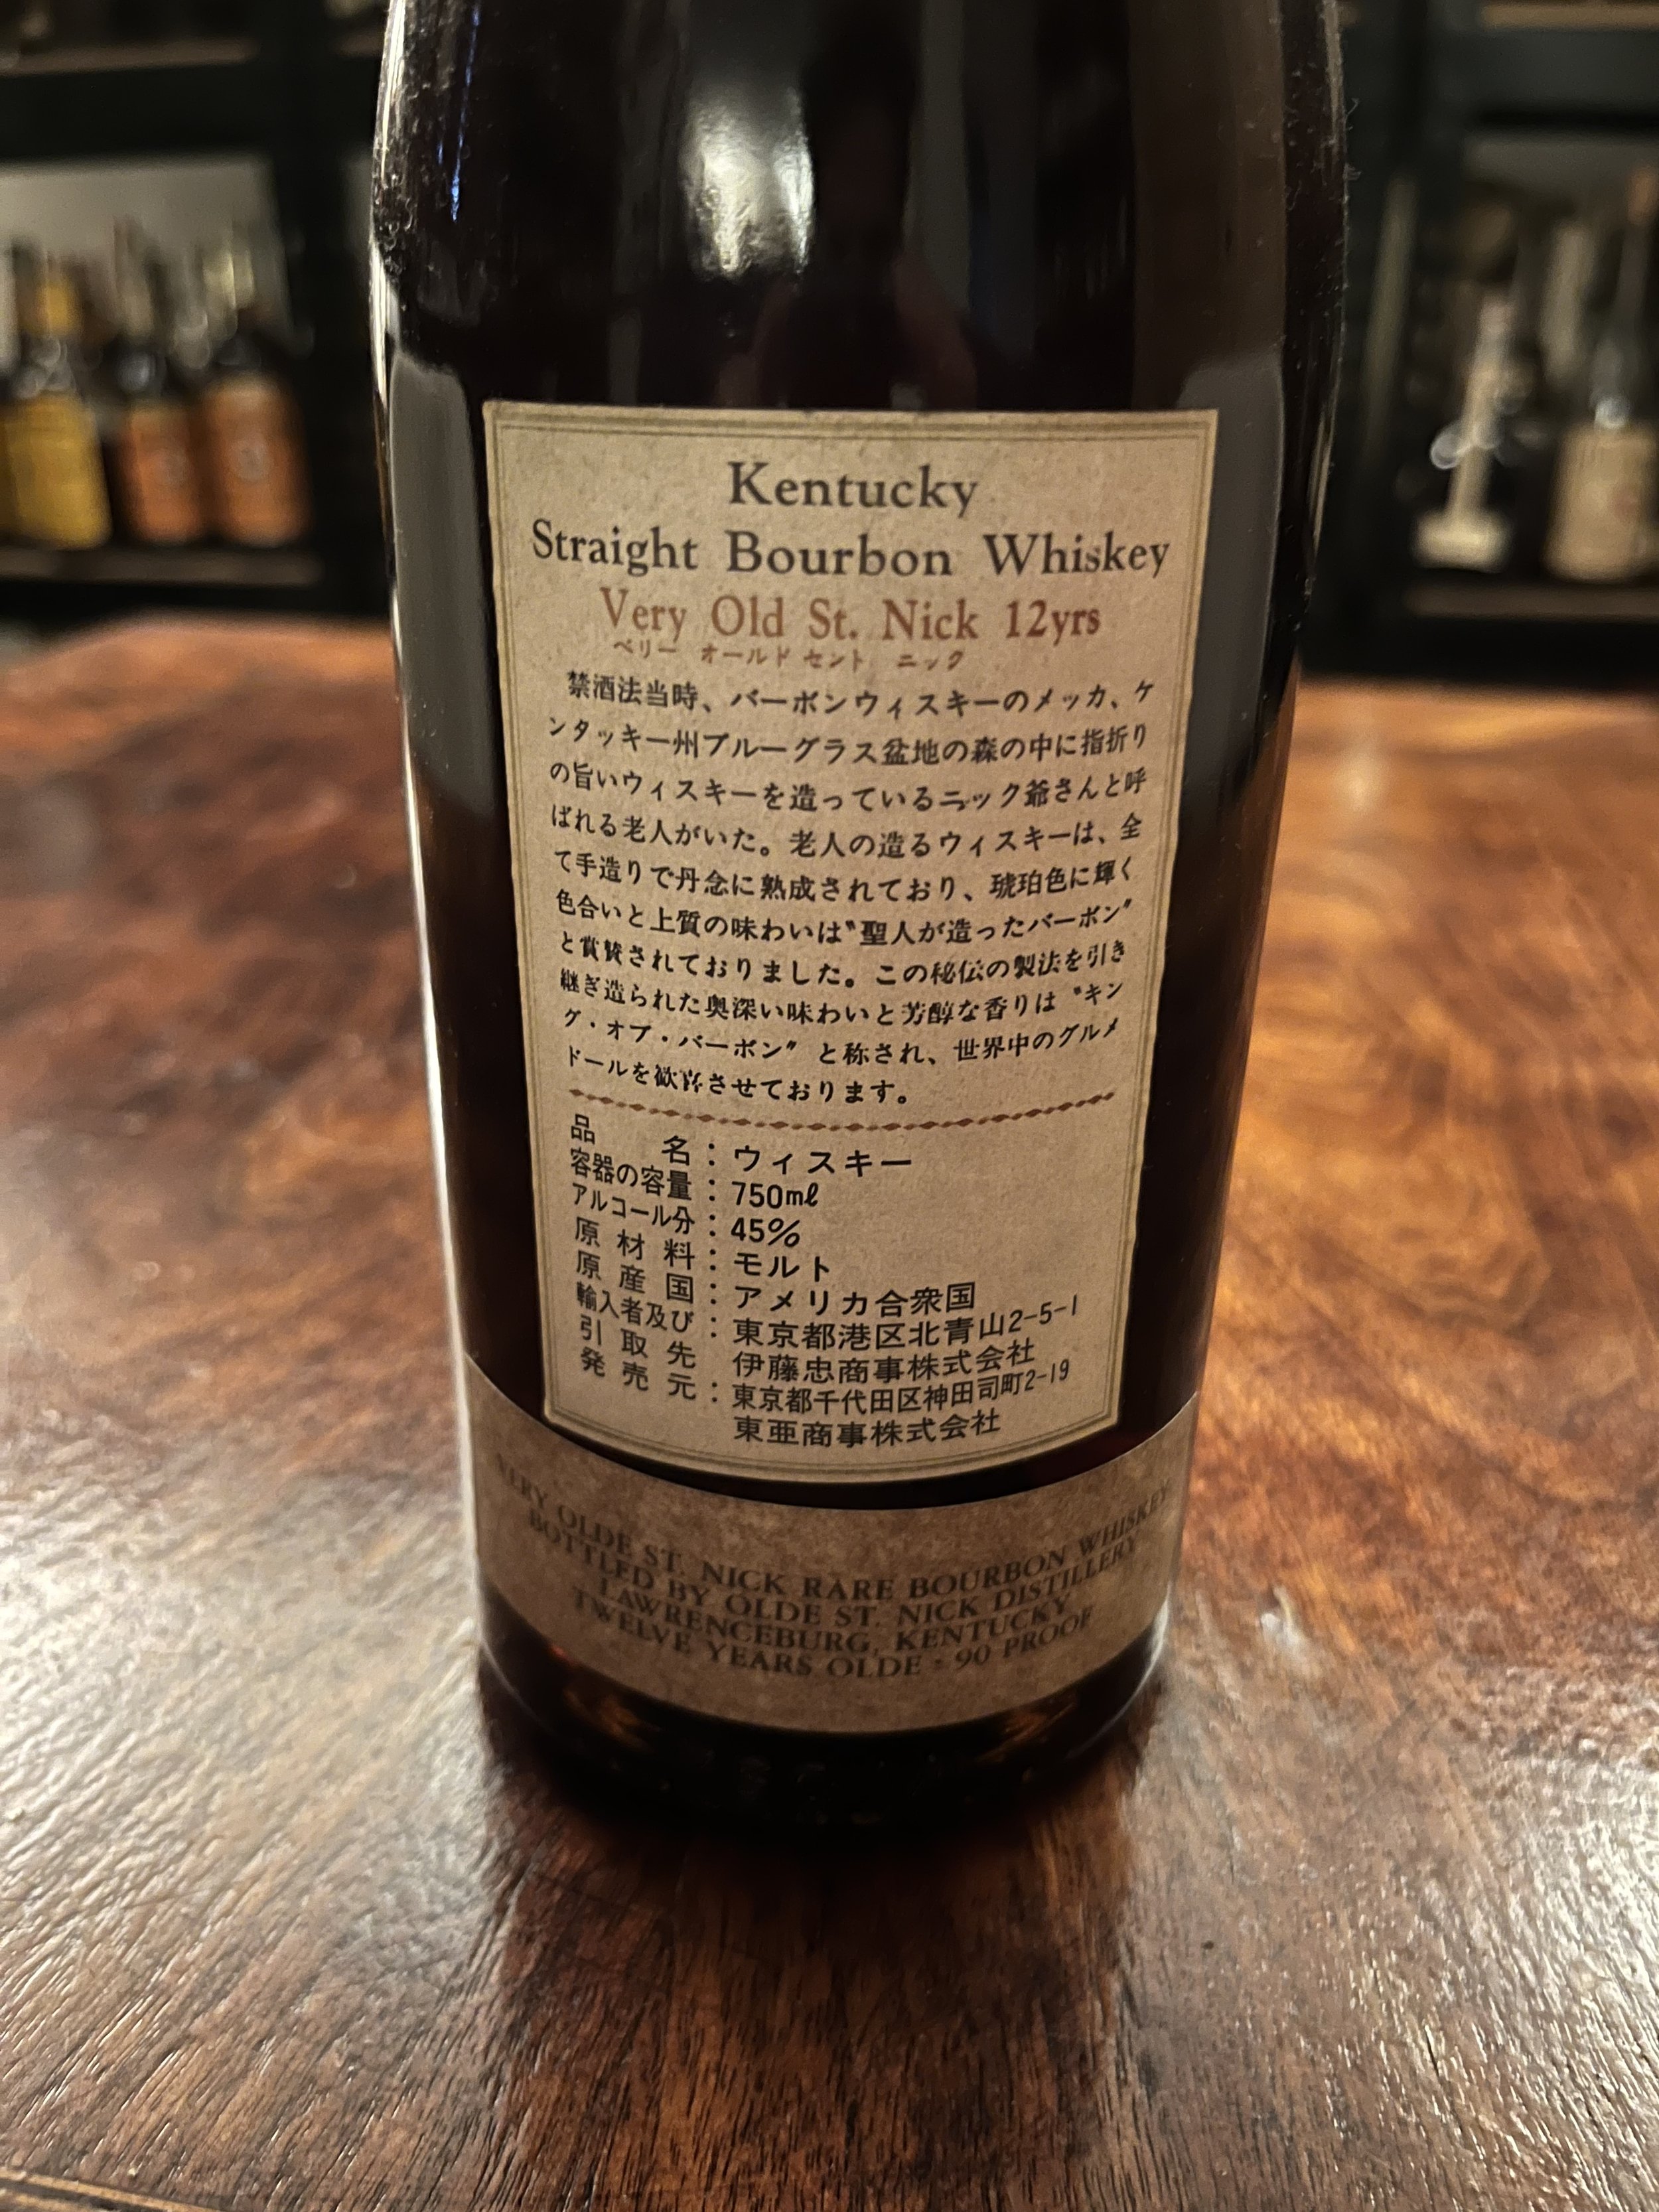 Kentucky
Straight Bourbon Whiskey
Very Old St. Nick 12yrs
ベリー オールド セント ニック
禁酒法当時、バーボンウィスキーのメッカ、ケ
ンタッキー州ブルーグラス盆地の森の中に指折り
の旨いウィスキーを造っているニック爺さんと呼
ばれる老人がいた。老人の造るウィスキーは、全
て手造りで丹念に熟成されており、琥珀色に輝く
色合いと上質の味わいは〝聖人が造ったバーボン〞
と賞賛されておりました。この秘伝の製法を引き
継ぎ造られた奥深い味わいと芳醇な香りは〝キン
グ・オブ・バーボン〞と称され、世界中のグルメ
ドールを歓喜させております。
品名：ウィスキー
容器の容量：750mℓ
アルコール分：45%
原材料：モルト
原産国：アメリカ合衆国
輸入者及び：東京都港区北青山2-5-1
引取先 伊藤忠商事株式会社
発売元：東京都千代田区神田司町2-19
東亜商事株式会社
VERY OLDE ST. NICK RARE BOURBON WHISKEY
BOTTLED BY OLDE ST. NICK DISTILLERY
LAWRENCEBURG, KENTUCKY
TWELVE YEARS OLDE · 90 PROOF